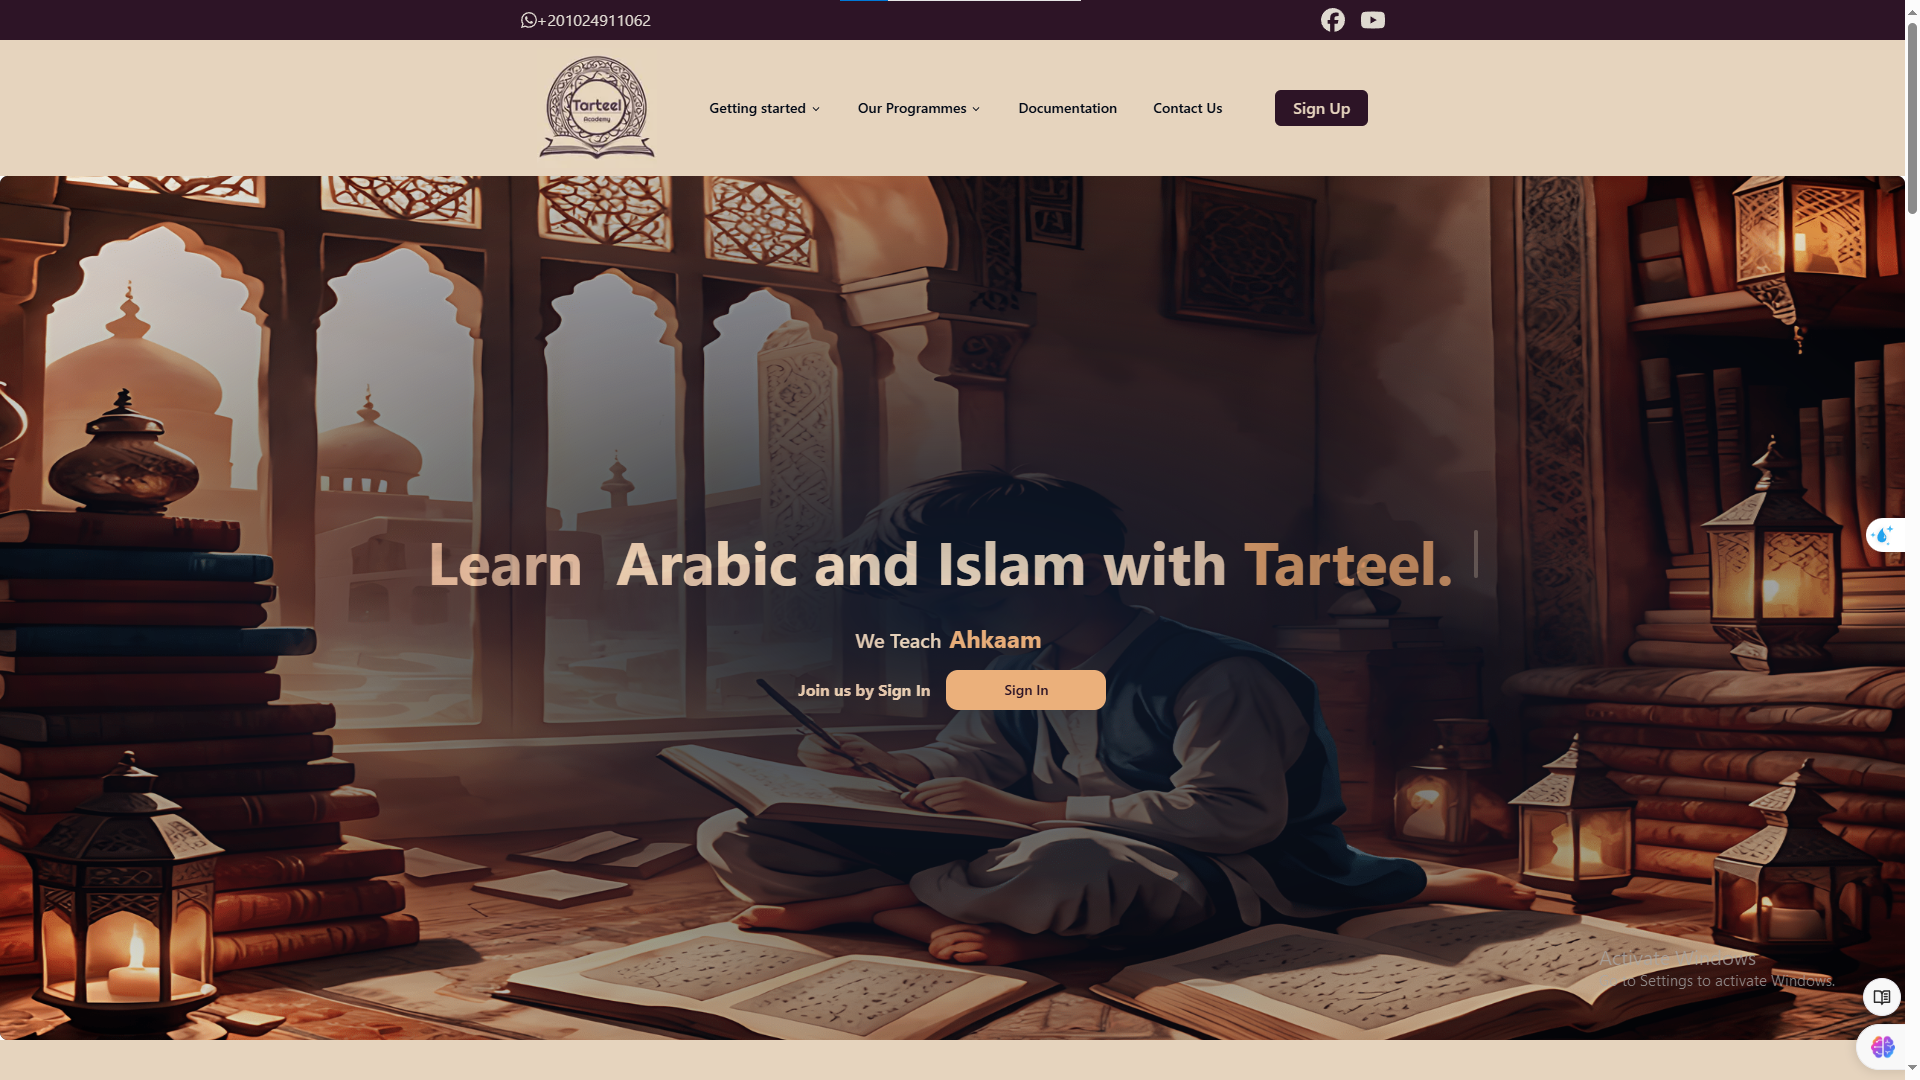 +201024911062
Tarteel
Academy
Getting started
Our Programmes
Documentation
Contact Us
Sign Up
Learn Arabic and Islam with Tarteel.
We Teach Ahkaam
Join us by Sign In
Sign In
Activate Windows
to Settings to activate Windows.